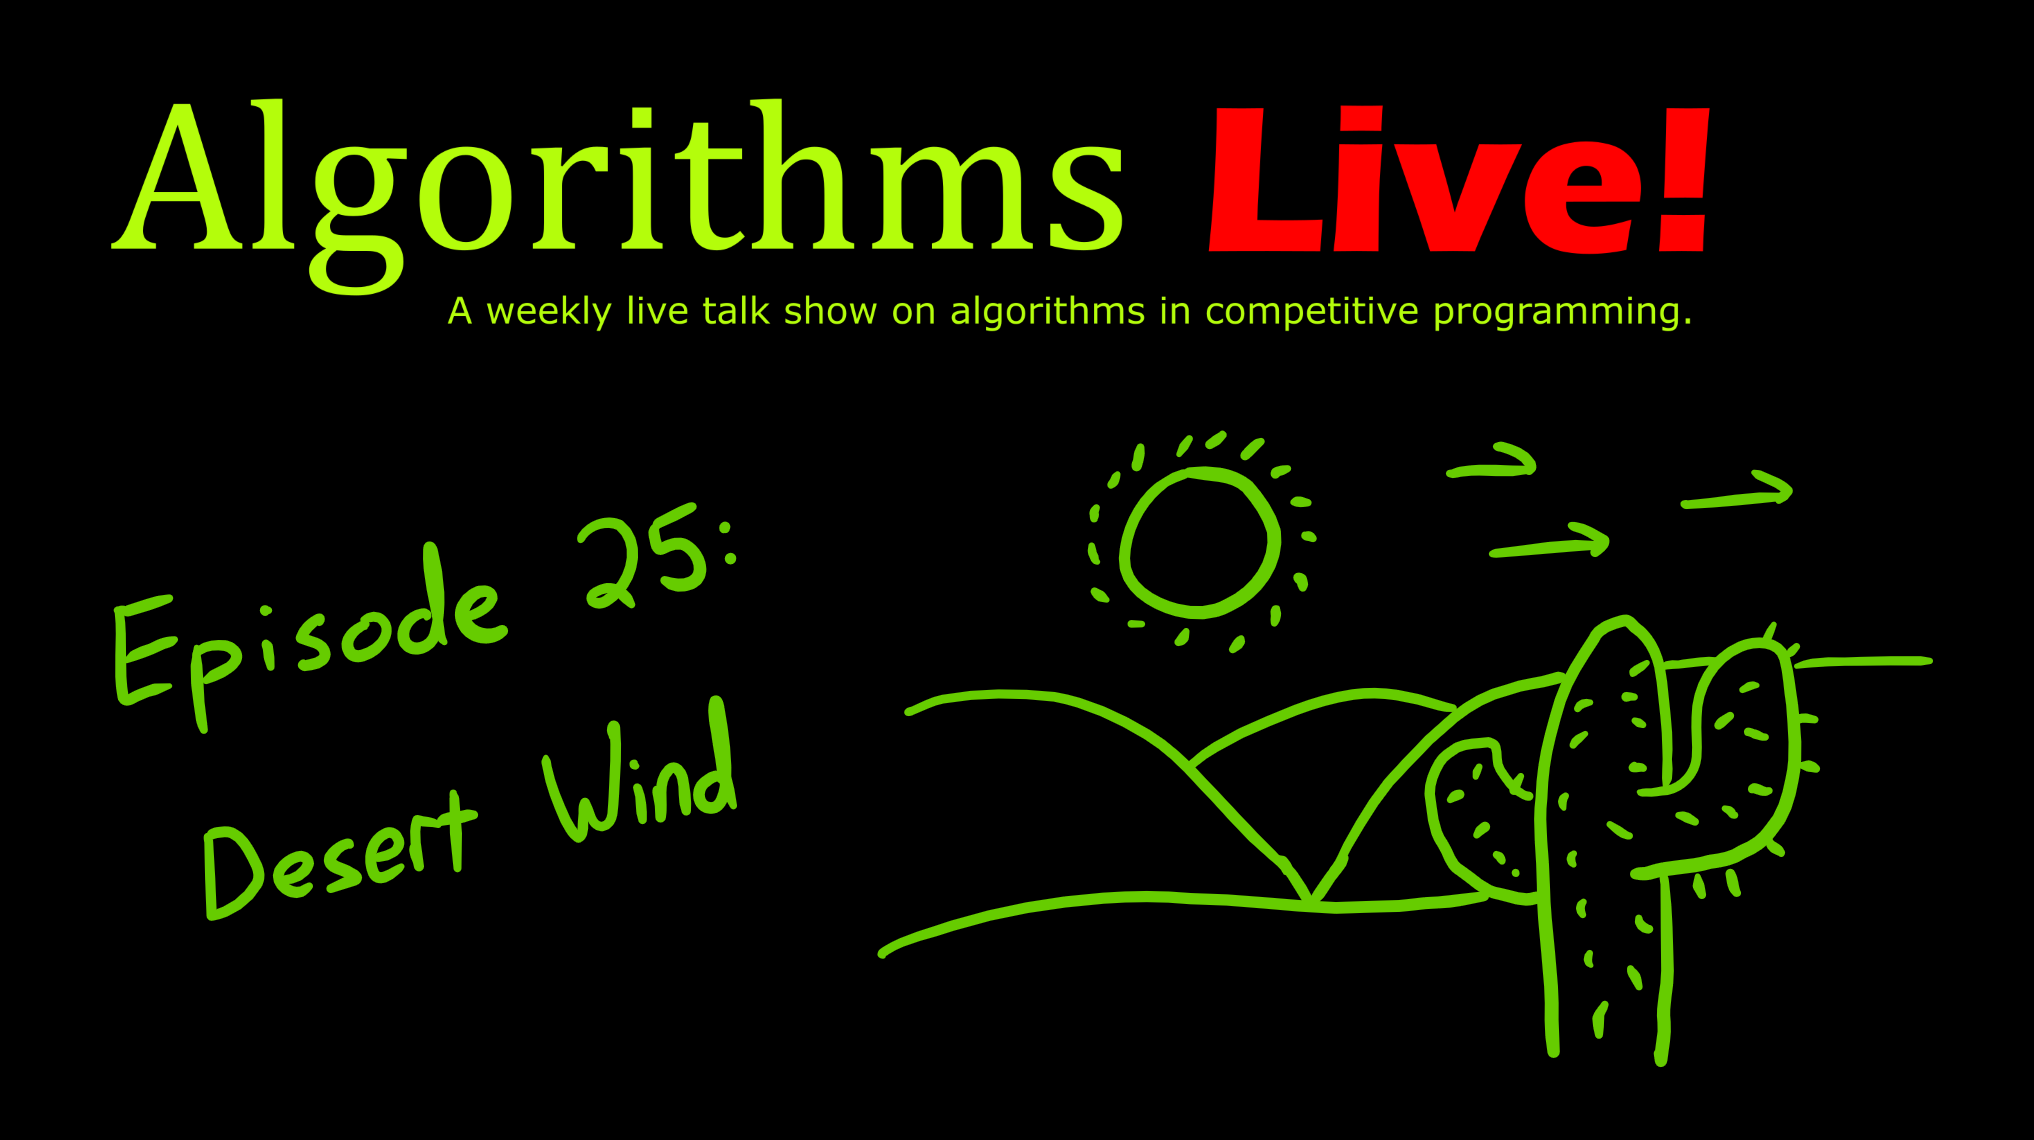 Algorithms Live!
A weekly live talk show on algorithms in competitive programming.
Episode 25:
Desert Wind